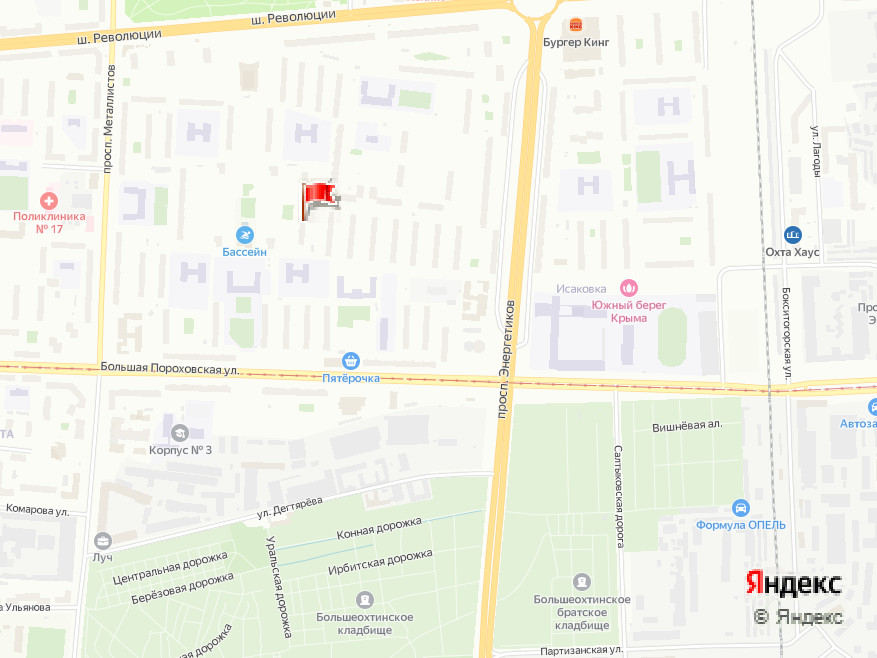 ш. Революции
ш. Революции
Бургер Кинг
просп. Металлистов
ул. Лагоды
Поликлиника
№ 17
Бассейн
Охта Хаус
Исаковка
Южный берег
Крыма
просп. Энергетиков
Бокситогорская ул.
Про
Э
Большая Пороховская ул.
Пятёрочка
Автоза
Вишнёвая ал.
ТА
Корпус № 3
Салтыковская дорога
ул. Дегтярёва
Комарова ул.
Формула ОПЕЛЬ
Конная дорожка
Луч
Центральная дорожка
Уральская дорожка
Ирбитская дорожка
Берёзовая дорожка
Яндекс
© Яндекс
а Ульянова
Большеохтинское
кладбище
Большеохтинское
братское
кладбище
ая дорожка
Партизанская ул.